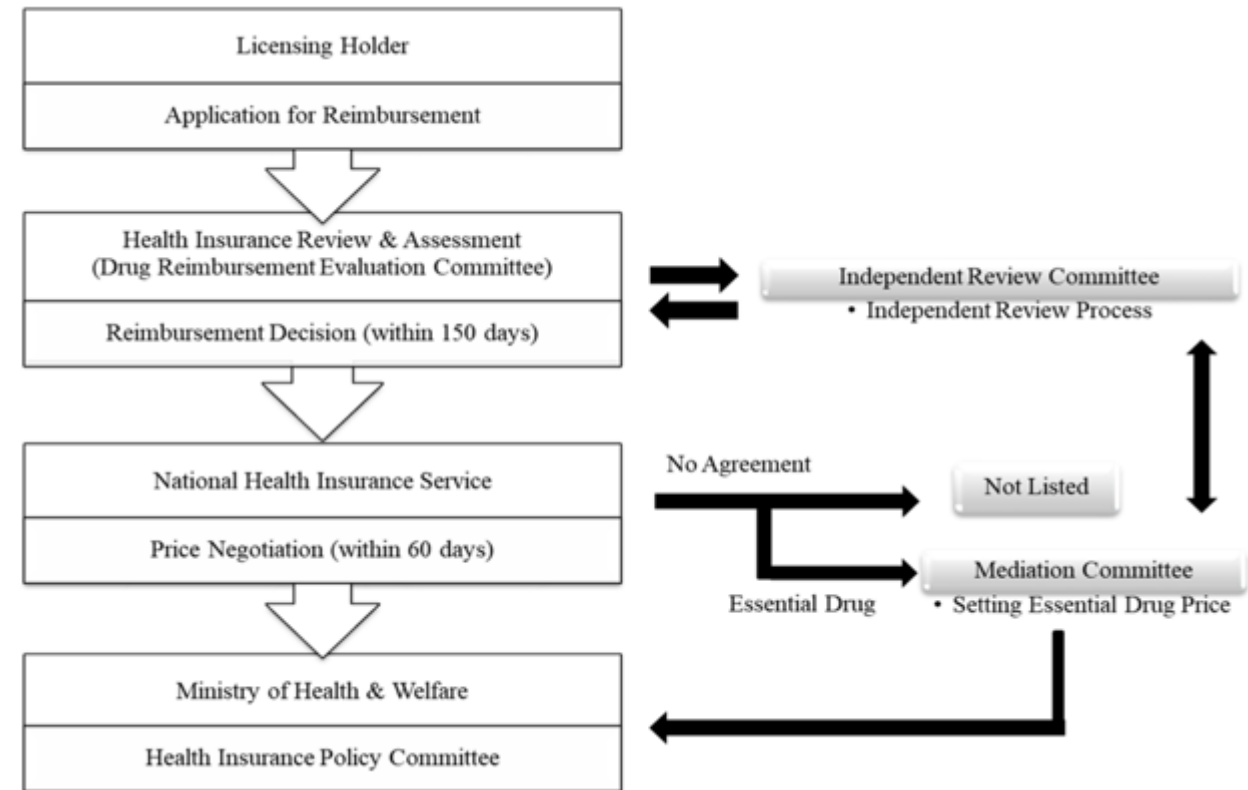 Licensing Holder
Application for Reimbursement
Health Insurance Review & Assessment
(Drug Reimbursement Evaluation Committee)
Reimbursement Decision (within 150 days)
Independent Review Committee
• Independent Review Process
National Health Insurance Service
Price Negotiation (within 60 days)
No Agreement
Not Listed
Essential Drug
Mediation Committee
• Setting Essential Drug Price
Ministry of Health & Welfare
Health Insurance Policy Committee